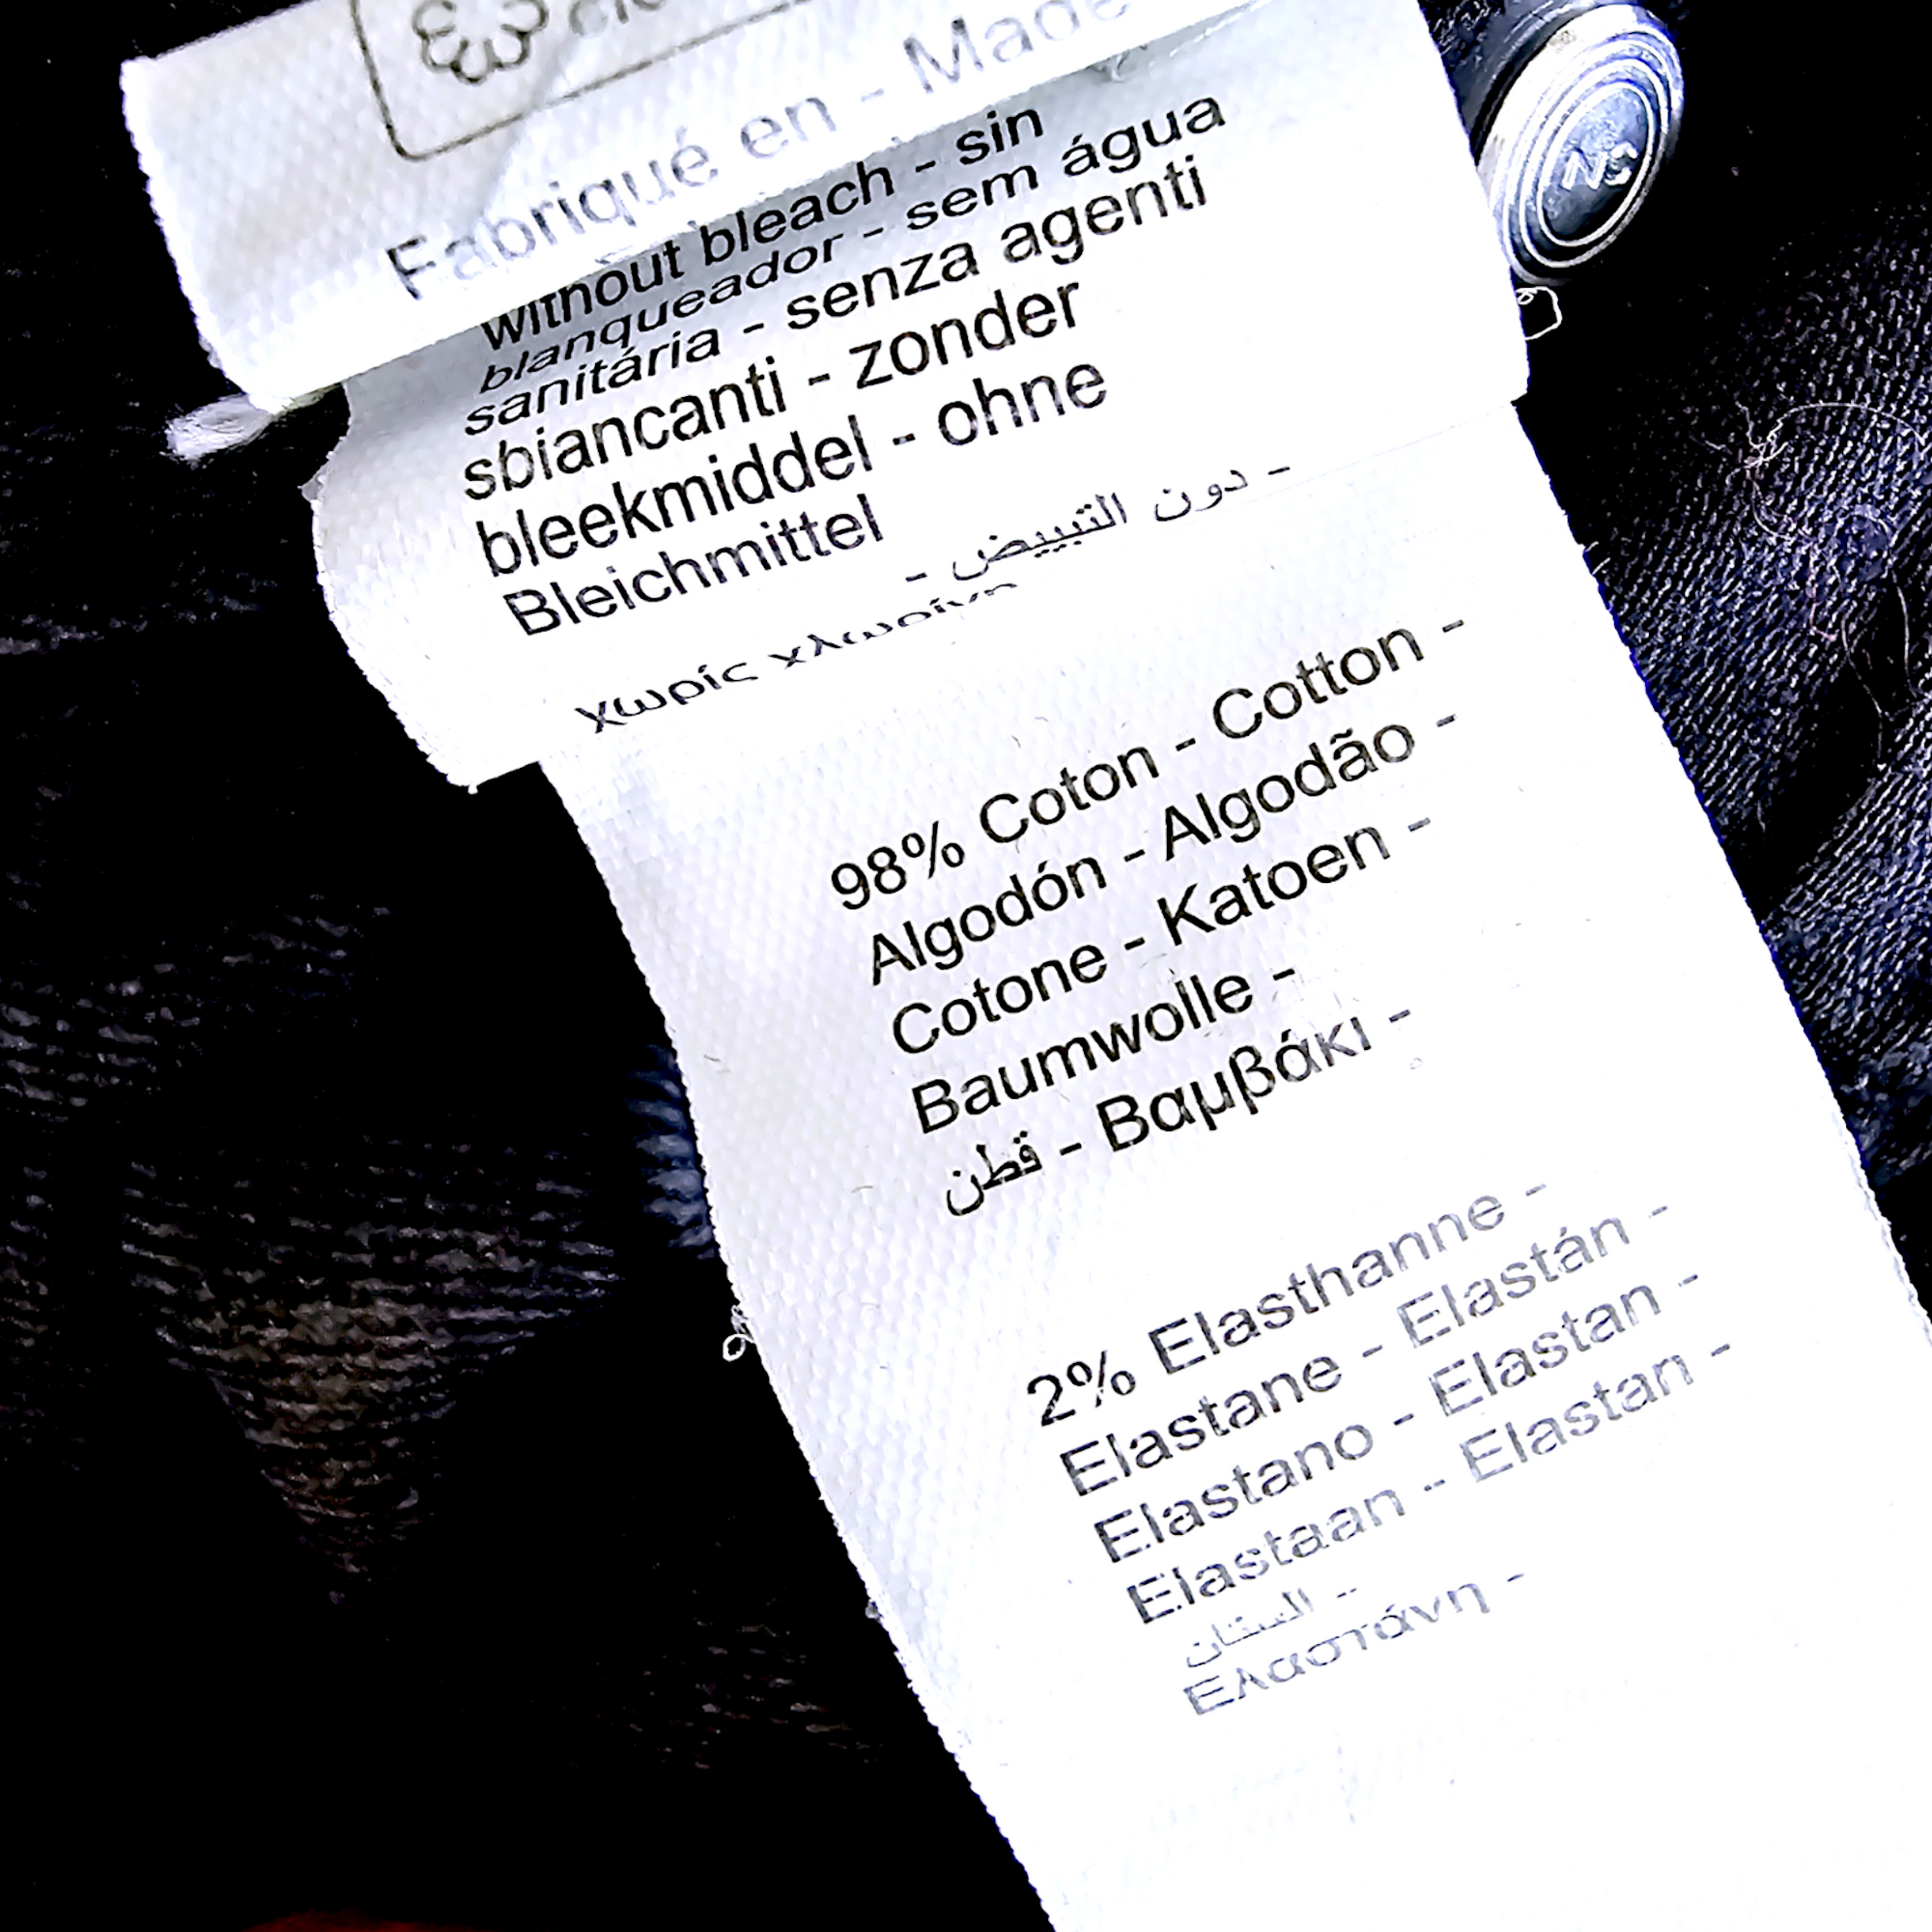 Fabriqué en - Made
without bleach - sin
blanqueador - sem água
sanitária - senza agenti
sbiancanti - zonder
bleekmiddel - ohne
Bleichmittel
- دون التبييض -
χωρίς
98% Coton - Cotton -
Algodón - Algodão -
Cotone - Katoen -
Baumwolle -
قطن - Βαμβάκι -
2% Elasthanne -
Elastane - Elastán -
Elastano - Elastan -
Elastaan - Elastan -
الستان -
Ελαστάνη -
NS